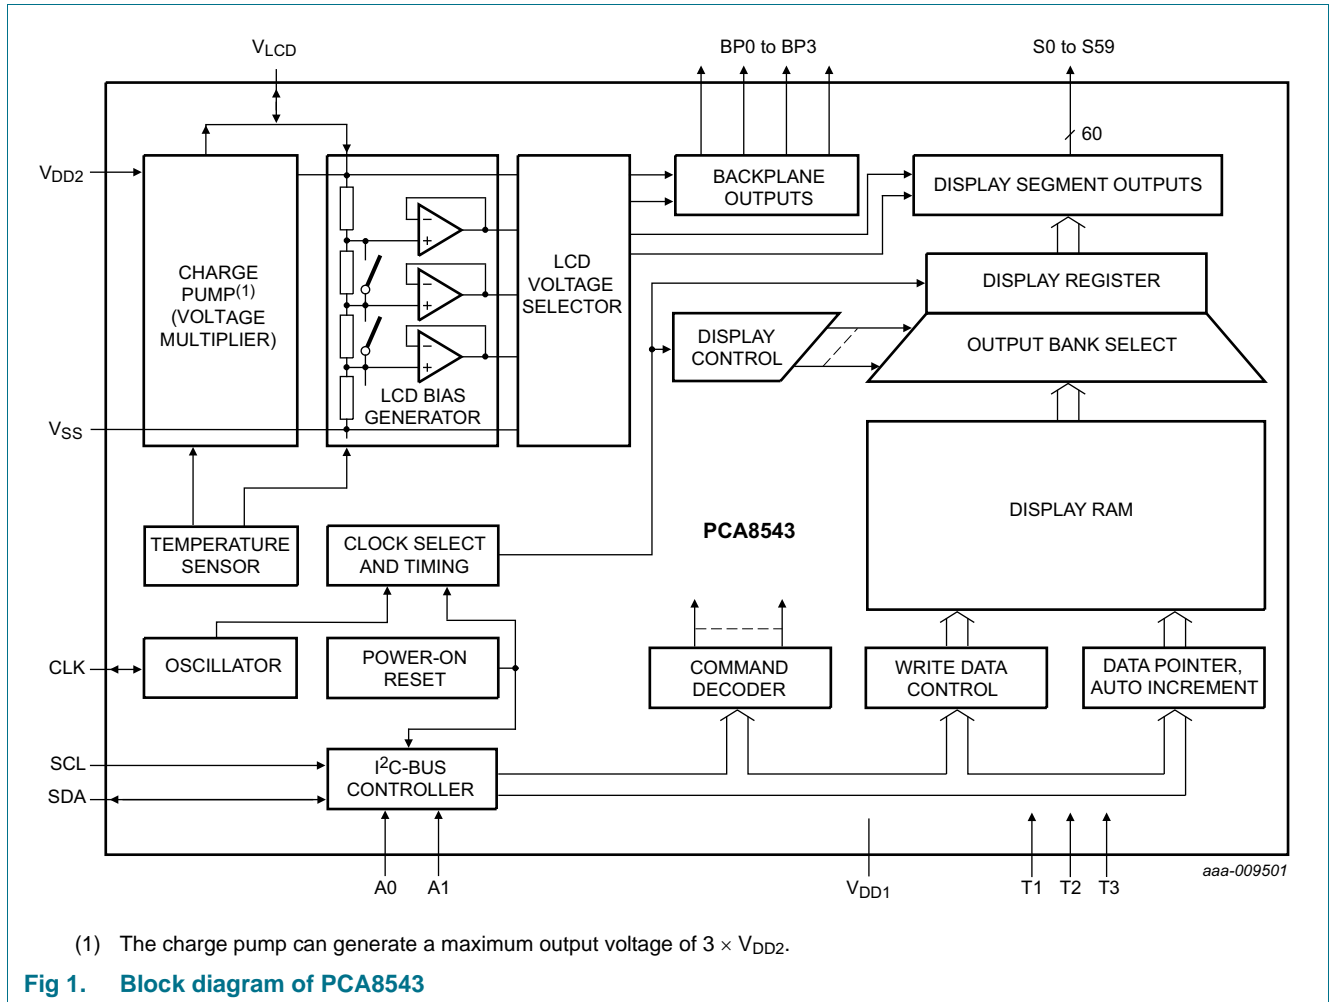 VLCD
BP0 to BP3
S0 to S59
60
VDD2
BACKPLANE
OUTPUTS
DISPLAY SEGMENT OUTPUTS
CHARGE
PUMP(1)
(VOLTAGE
MULTIPLIER)
LCD
VOLTAGE
SELECTOR
DISPLAY REGISTER
DISPLAY
CONTROL
OUTPUT BANK SELECT
LCD BIAS
GENERATOR
VSS
− +
− +
− +
DISPLAY RAM
PCA8543
TEMPERATURE
SENSOR
CLOCK SELECT
AND TIMING
CLK
OSCILLATOR
POWER-ON
RESET
COMMAND
DECODER
WRITE DATA
CONTROL
DATA POINTER,
AUTO INCREMENT
SCL
SDA
I2C-BUS
CONTROLLER
A0
A1
VDD1
T1
T2
T3
aaa-009501
(1) The charge pump can generate a maximum output voltage of 3 × VDD2.
Fig 1. Block diagram of PCA8543